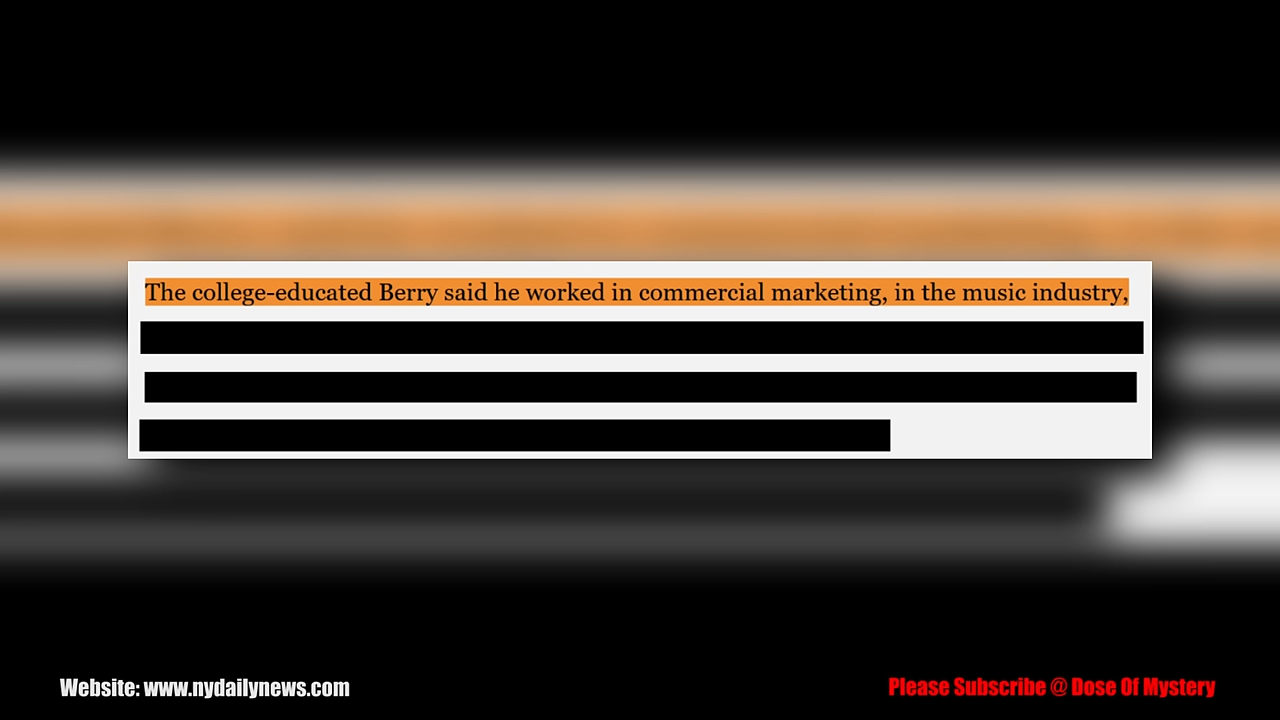 The college-educated Berry said he worked in commercial marketing, in the music industry,
Website: www.nydailynews.com
Please Subscribe @ Dose Of Mystery